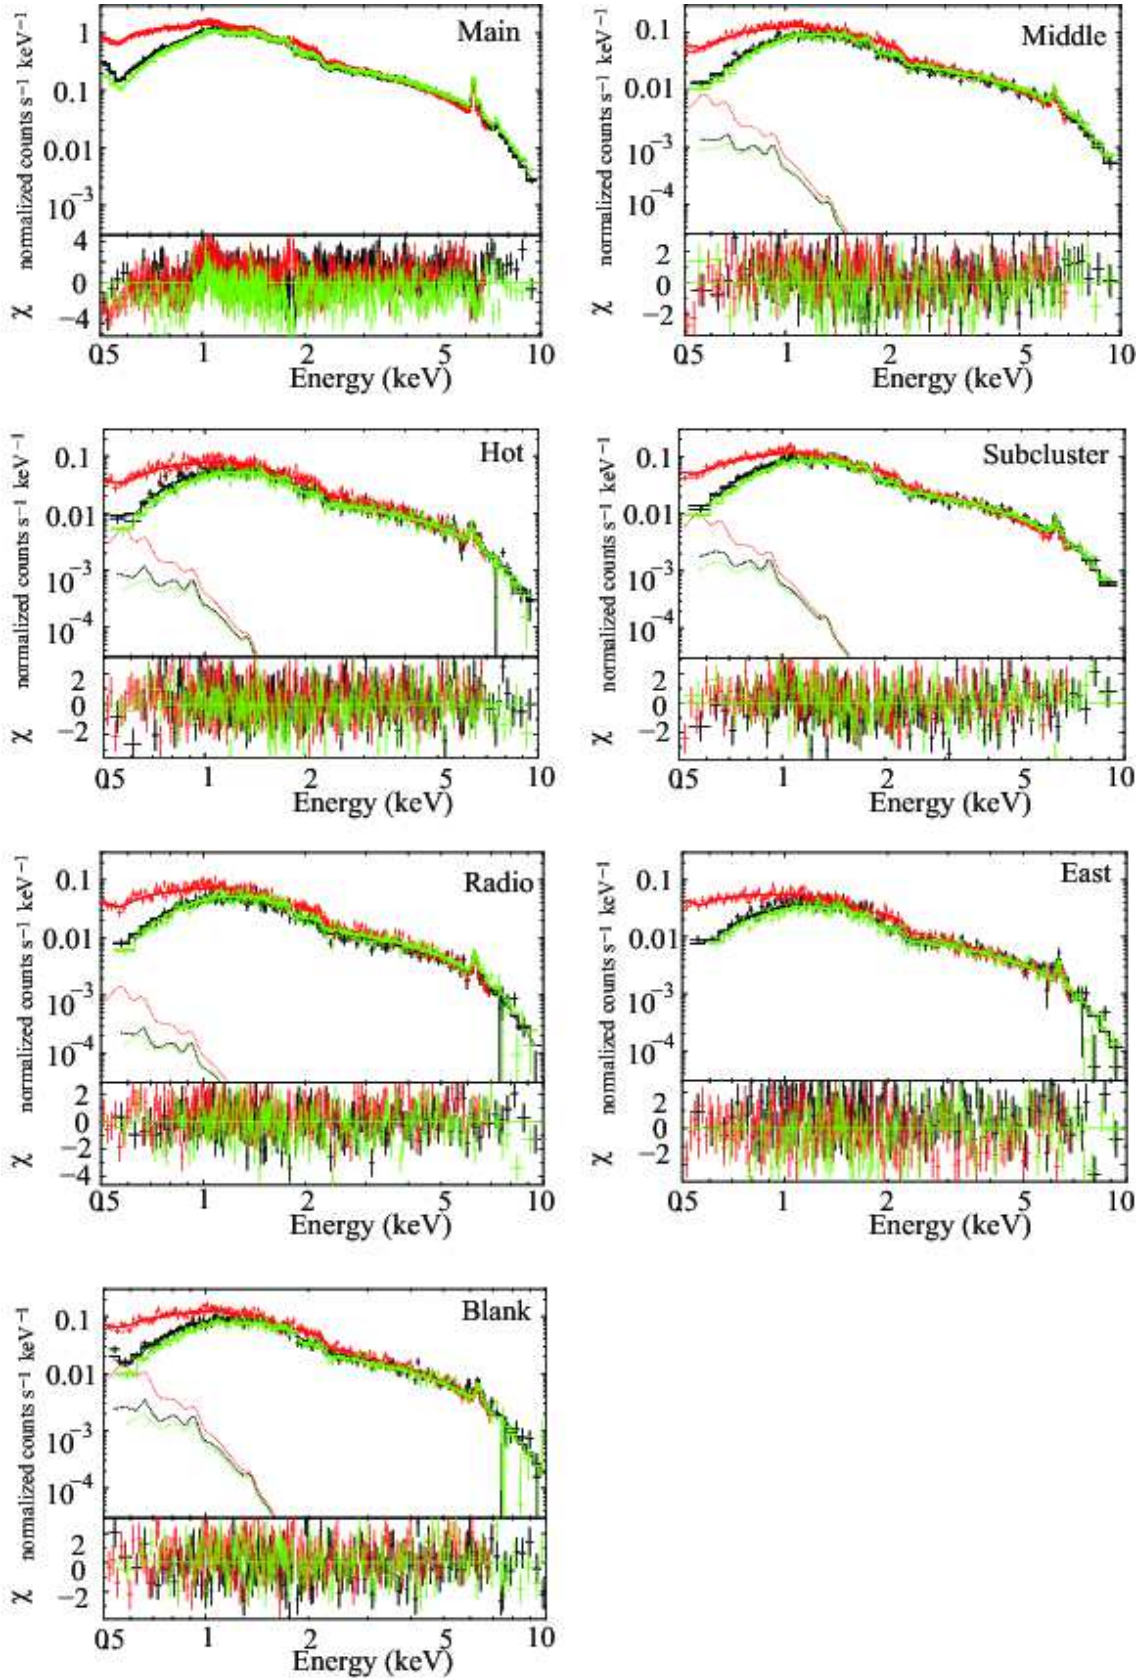 Main
normalized counts s⁻¹ keV⁻¹
1
0.1
0.01
10⁻³
χ
4
0
−4
0.5 1 2 5 10
Energy (keV)
Middle
normalized counts s⁻¹ keV⁻¹
0.1
0.01
10⁻³
10⁻⁴
χ
2
0
−2
0.5 1 2 5 10
Energy (keV)
Hot
normalized counts s⁻¹ keV⁻¹
0.1
0.01
10⁻³
10⁻⁴
χ
2
0
−2
0.5 1 2 5 10
Energy (keV)
Subcluster
normalized counts s⁻¹ keV⁻¹
0.1
0.01
10⁻³
10⁻⁴
χ
2
0
−2
0.5 1 2 5 10
Energy (keV)
Radio
normalized counts s⁻¹ keV⁻¹
0.1
0.01
10⁻³
10⁻⁴
χ
2
0
−2
−4
0.5 1 2 5 10
Energy (keV)
East
normalized counts s⁻¹ keV⁻¹
0.1
0.01
10⁻³
10⁻⁴
χ
2
0
−2
0.5 1 2 5 10
Energy (keV)
Blank
normalized counts s⁻¹ keV⁻¹
0.1
0.01
10⁻³
10⁻⁴
χ
2
0
−2
0.5 1 2 5 10
Energy (keV)